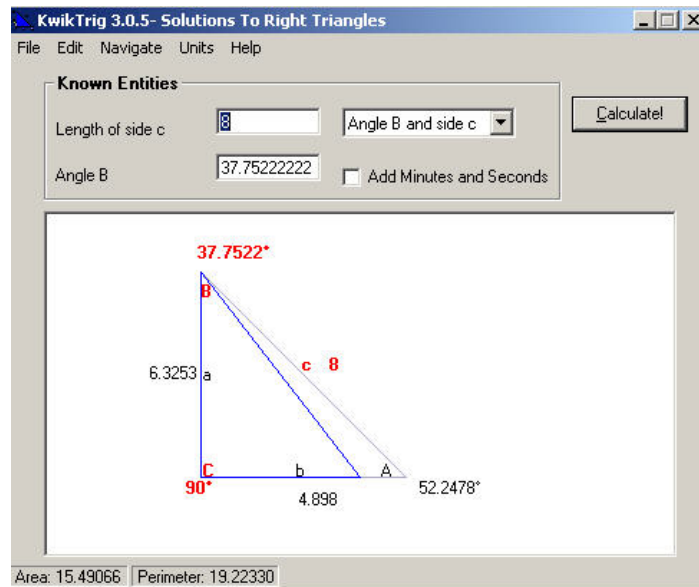 KwikTrig 3.0.5- Solutions To Right Triangles
File Edit Navigate Units Help
Known Entities
Length of side c 8 Angle B and side c Calculate!
Angle B 37.75222222 Add Minutes and Seconds
37.7522°
B
c 8
6.3253 a
C b A
90° 52.2478°
4.898
Area: 15.49066 Perimeter: 19.22330